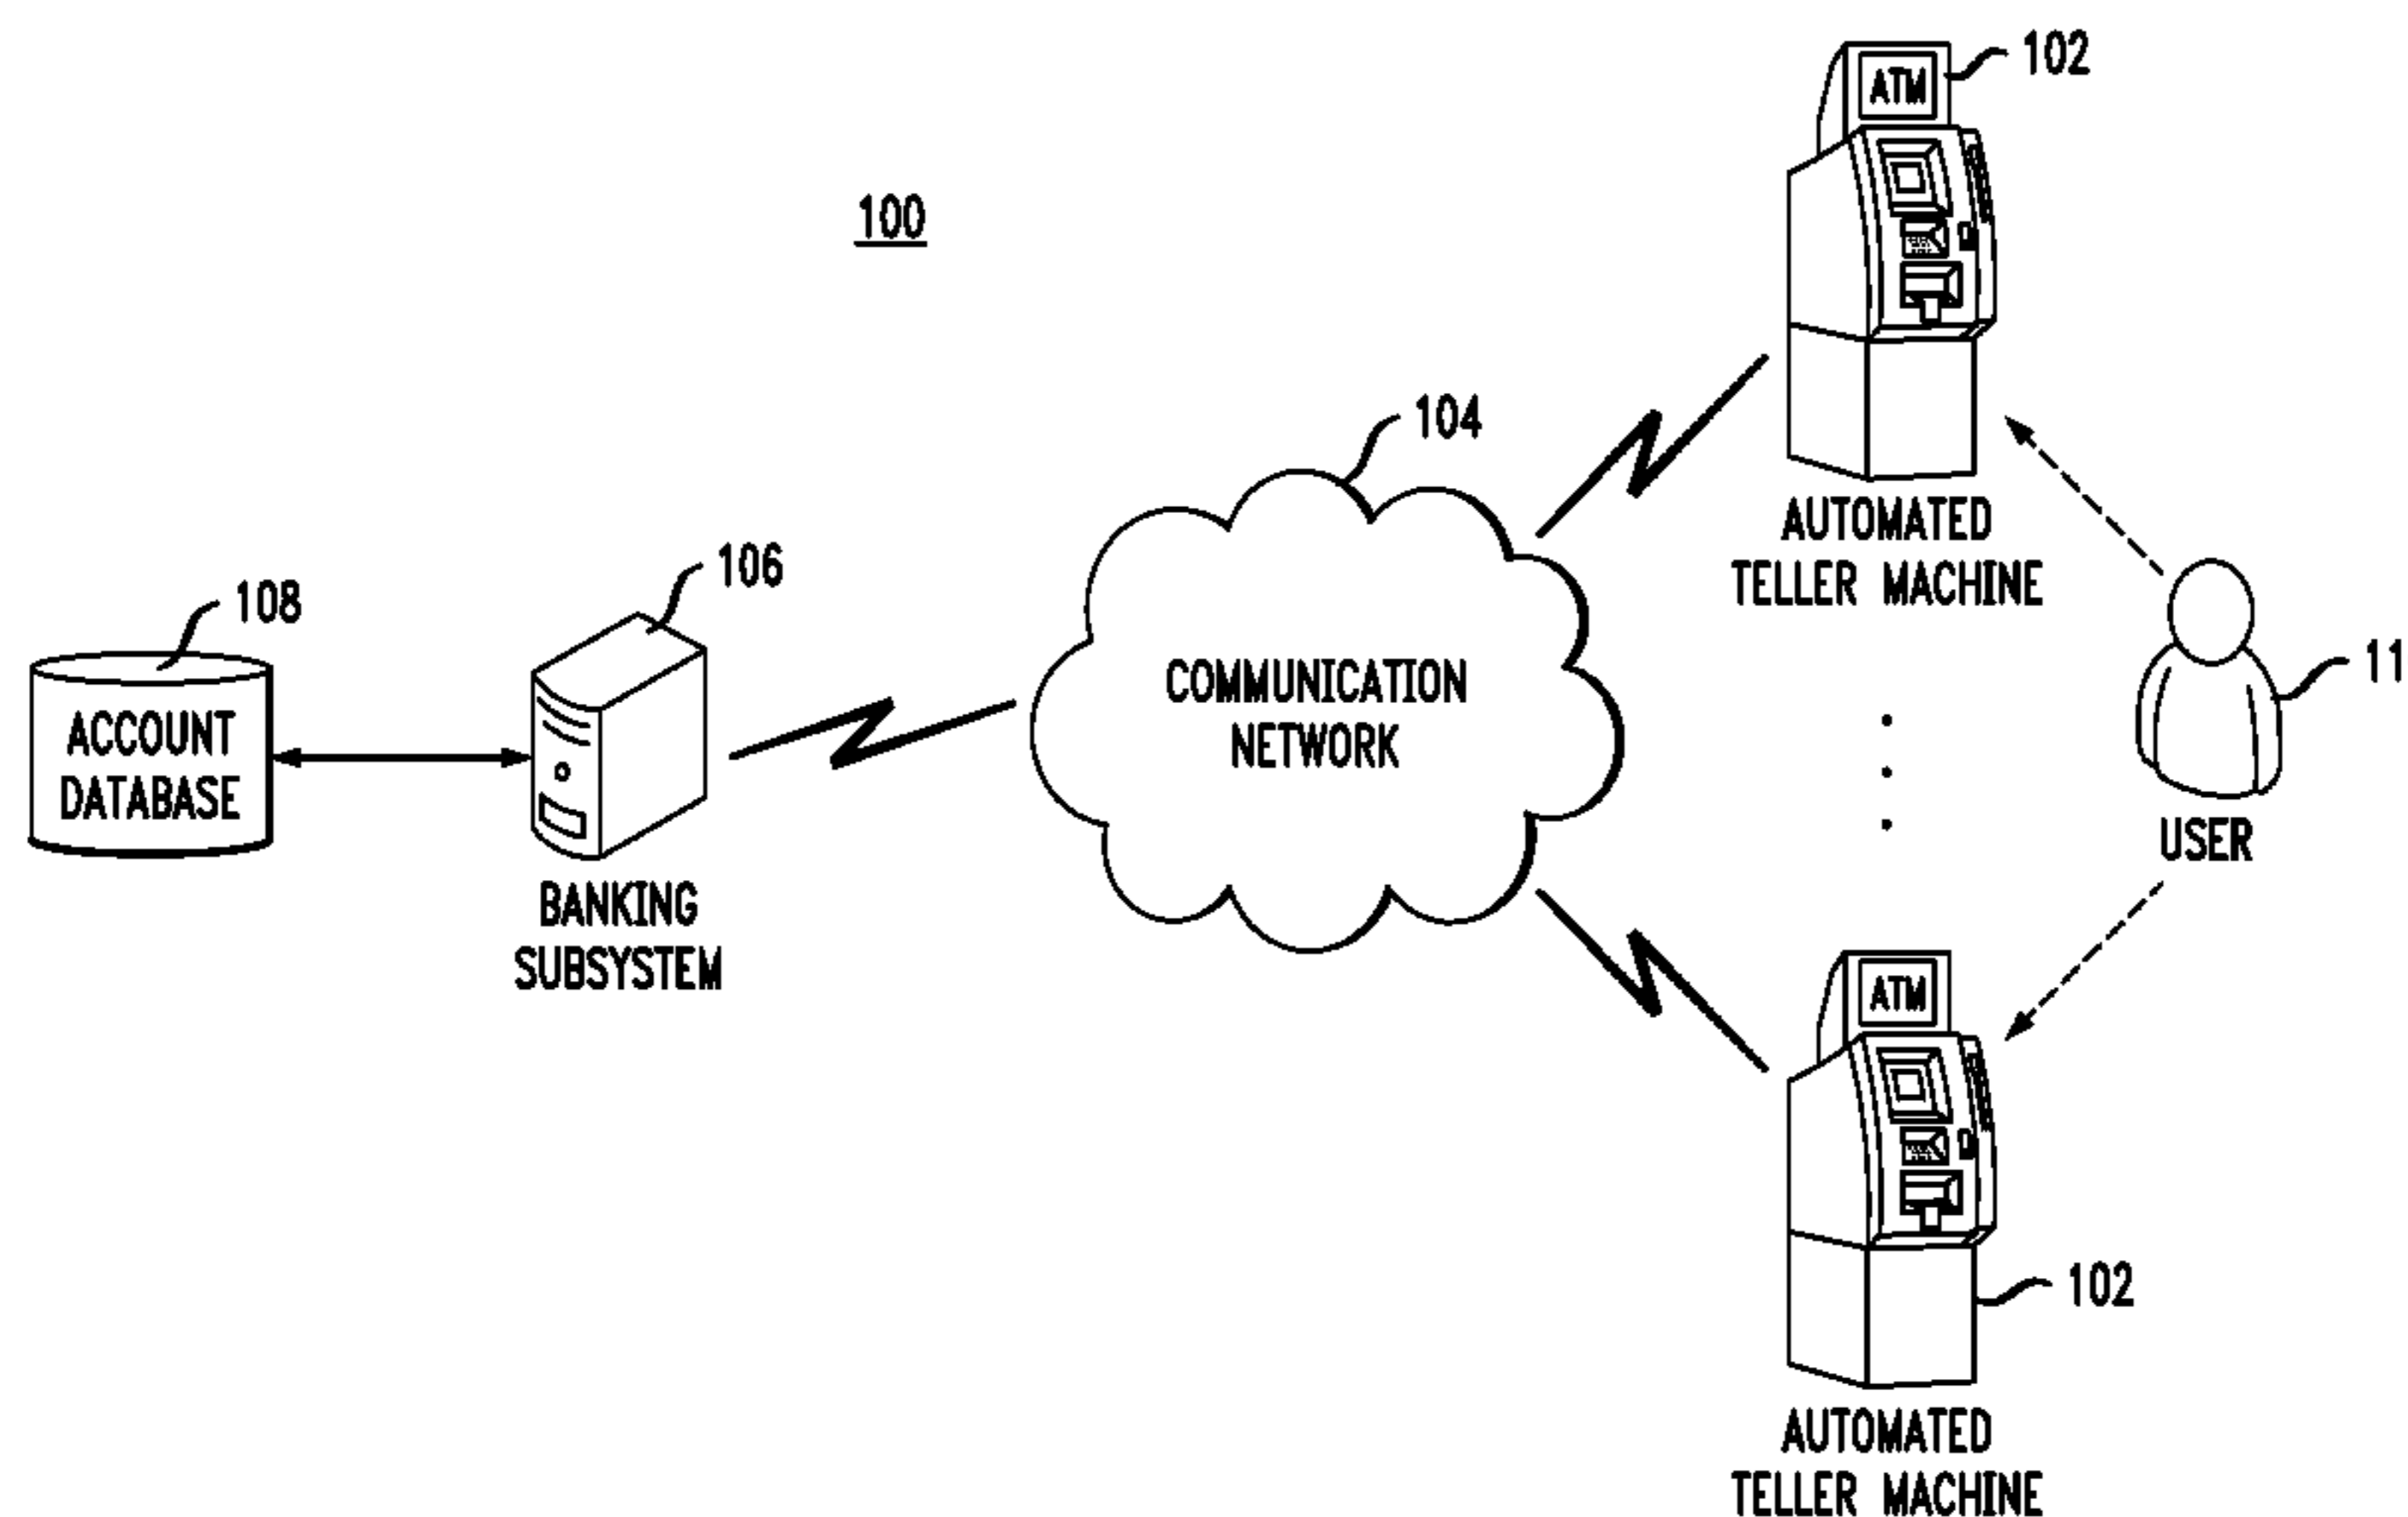 102
ATM
100
104
AUTOMATED
TELLER MACHINE
106
108
COMMUNICATION
NETWORK
11
ACCOUNT
DATABASE
USER
BANKING
SUBSYSTEM
ATM
102
AUTOMATED
TELLER MACHINE